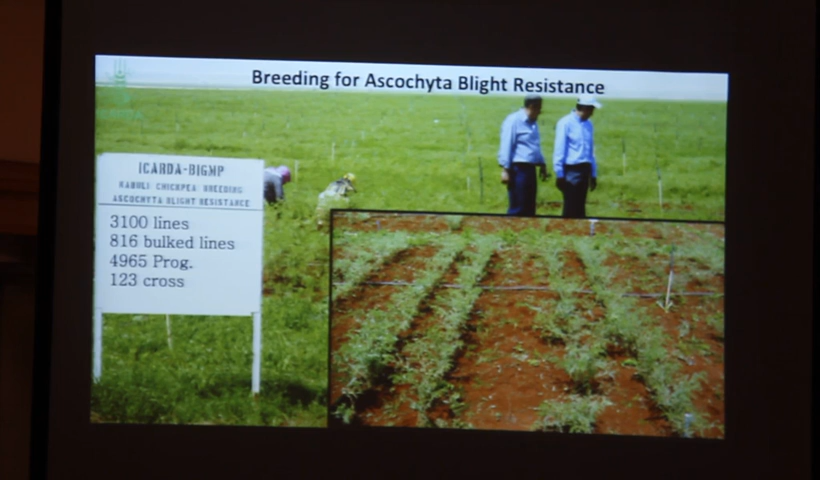 Breeding for Ascochyta Blight Resistance
ICARDA-BIGMP
KABULI CHICKPEA BREEDING
ASCOCHYTA BLIGHT RESISTANCE
3100 lines
816 bulked lines
4965 Prog.
123 cross